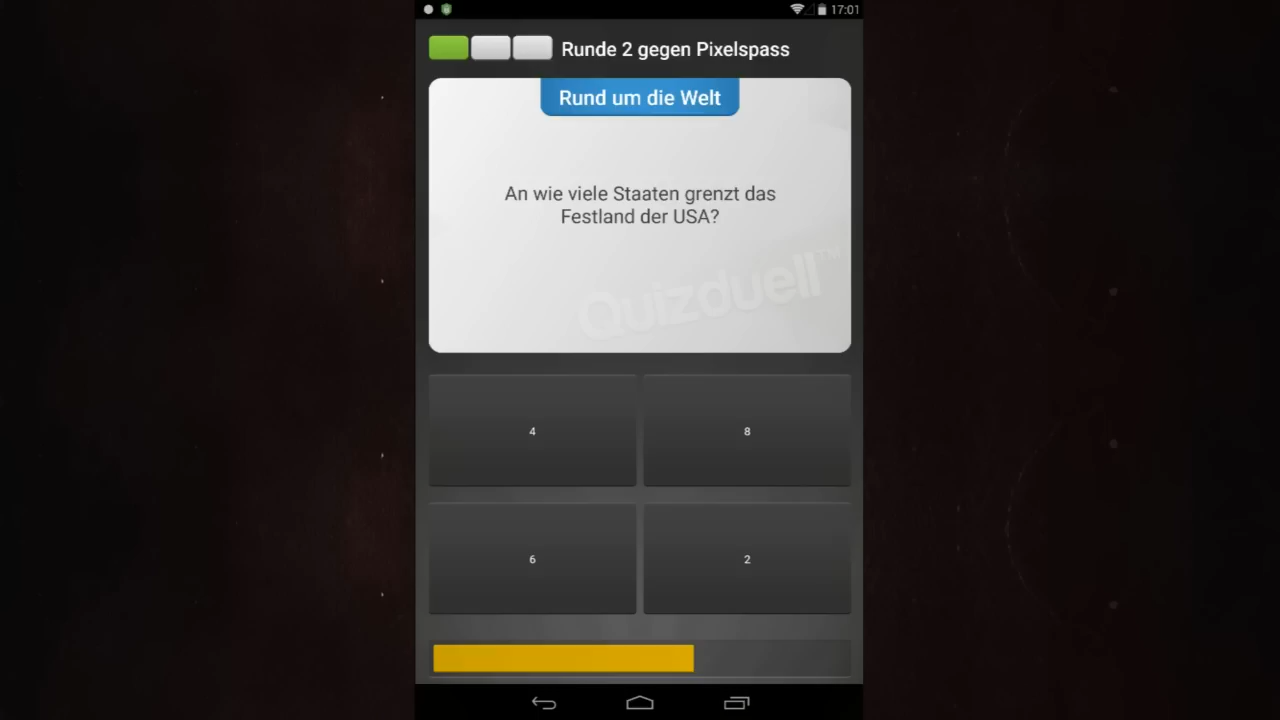 17:01
Runde 2 gegen Pixelspass
Rund um die Welt
An wie viele Staaten grenzt das
Festland der USA?
Quizduell™
4
8
6
2